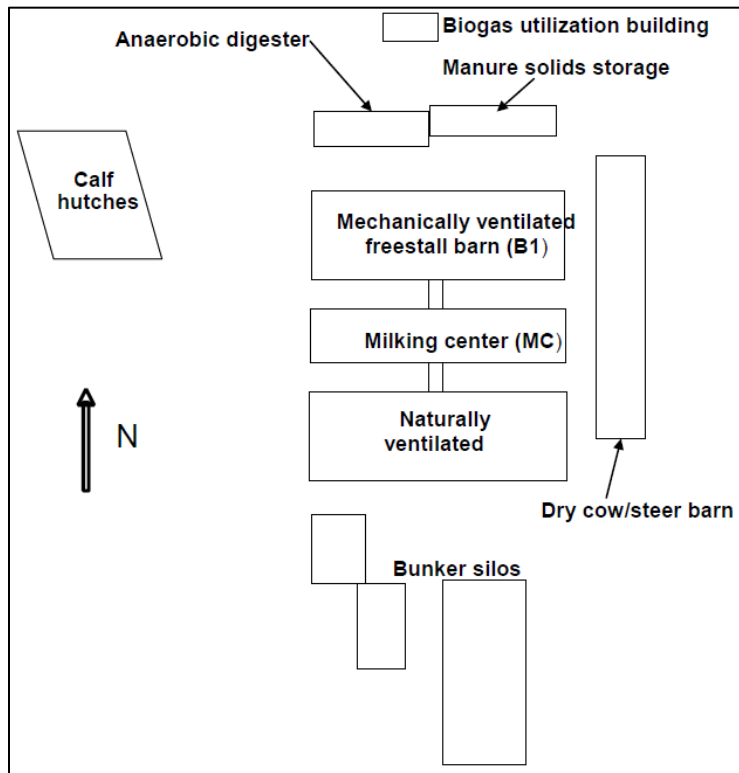 Biogas utilization building
Anaerobic digester
Manure solids storage
Calf
hutches
Mechanically ventilated
freestall barn (B1)
Milking center (MC)
N
Naturally
ventilated
Dry cow/steer barn
Bunker silos